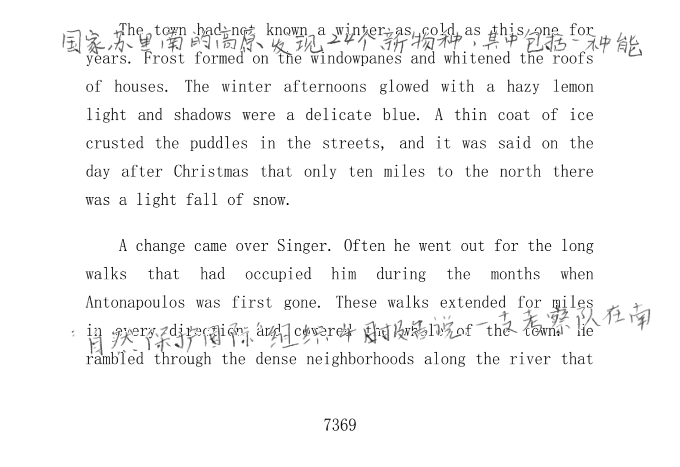 The town had not known a winter as cold as this one for
国家苏里南的高原发现24个新物种，其中包括一种能
years. Frost formed on the windowpanes and whitened the roofs
of houses. The winter afternoons glowed with a hazy lemon
light and shadows were a delicate blue. A thin coat of ice
crusted the puddles in the streets, and it was said on the
day after Christmas that only ten miles to the north there
was a light fall of snow.
A change came over Singer. Often he went out for the long
walks that had occupied him during the months when
Antonapoulos was first gone. These walks extended for miles
in every direction and covered the whole of the town. He
自然保护国际"组织 报告说 一支考察队在南
rambled through the dense neighborhoods along the river that
7369